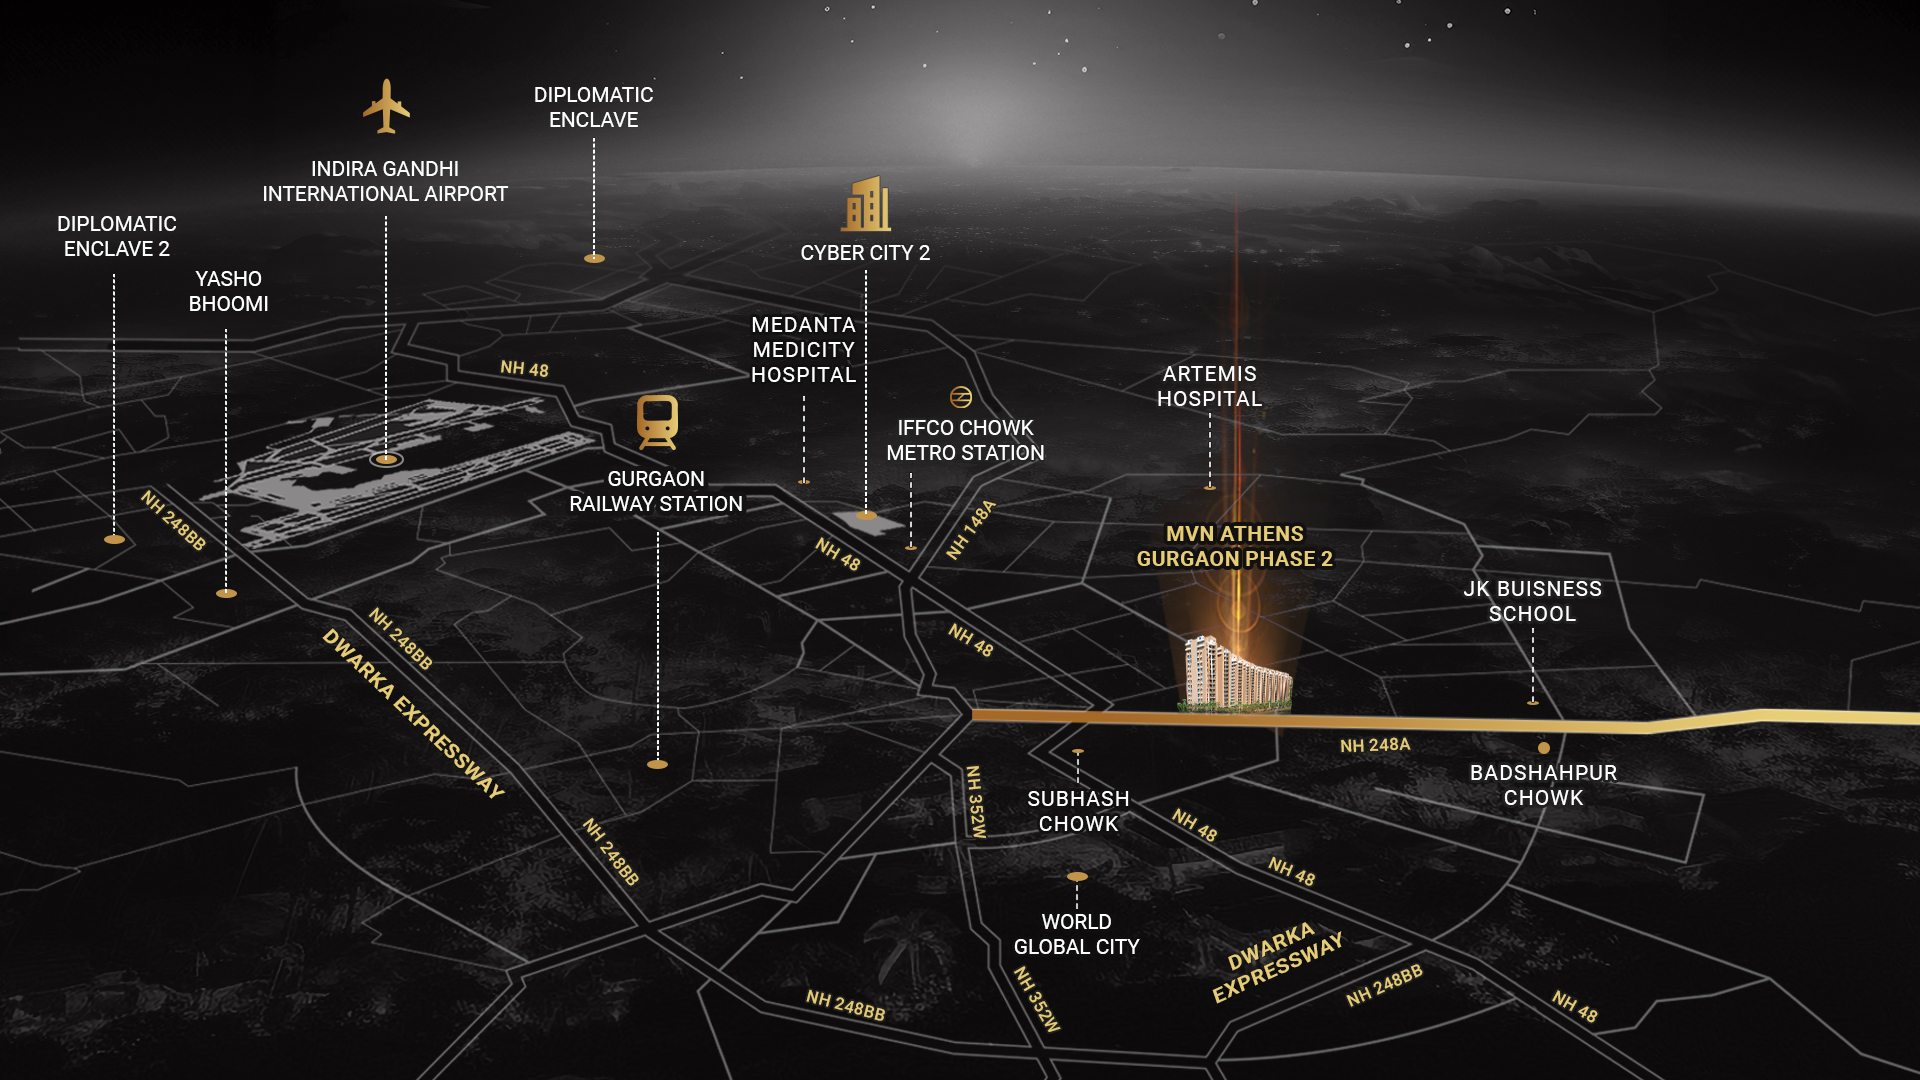 DIPLOMATIC
ENCLAVE
INDIRA GANDHI
INTERNATIONAL AIRPORT
DIPLOMATIC
ENCLAVE 2
YASHO
BHOOMI
CYBER CITY 2
MEDANTA
MEDICITY
HOSPITAL
NH 48
ARTEMIS
HOSPITAL
IFFCO CHOWK
METRO STATION
GURGAON
RAILWAY STATION
NH 248BB
NH 148A
NH 48
MVN ATHENS
GURGAON PHASE 2
JK BUISNESS
SCHOOL
NH 248BB
NH 48
DWARKA EXPRESSWAY
NH 248A
BADSHAHPUR
CHOWK
NH 352W
SUBHASH
CHOWK
NH 48
NH 248BB
NH 48
WORLD
GLOBAL CITY
DWARKA
EXPRESSWAY
NH 248BB
NH 352W
NH 248BB
NH 48